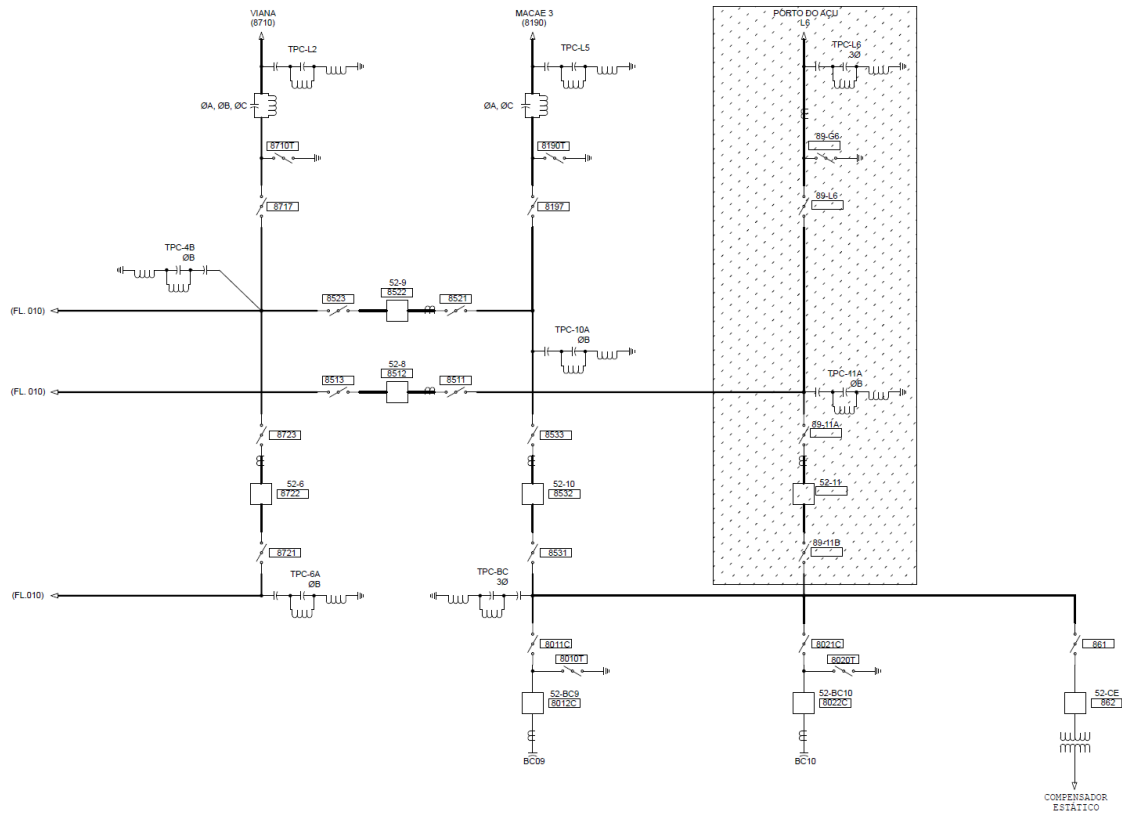 VIANA
(8710)
MACAE 3
(8190)
PORTO DO AÇU
L6
TPC-L2
TPC-L5
TPC-L6
3Ø
ØA, ØB, ØC
ØA, ØC
8710T
8190T
89-G6
8717
8197
89-L6
TPC-4B
ØB
52-9
8523
8522
8521
(FL. 010)
TPC-10A
ØB
52-8
8513
8512
8511
(FL. 010)
TPC-11A
ØB
8723
8533
89-11A
52-6
8722
52-10
8532
52-11
8721
8531
89-11B
TPC-6A
ØB
TPC-BC
3Ø
(FL.010)
8011C
8021C
861
8010T
8020T
52-BC9
8012C
52-BC10
8022C
52-CE
862
BC09
BC10
COMPENSADOR
ESTÁTICO